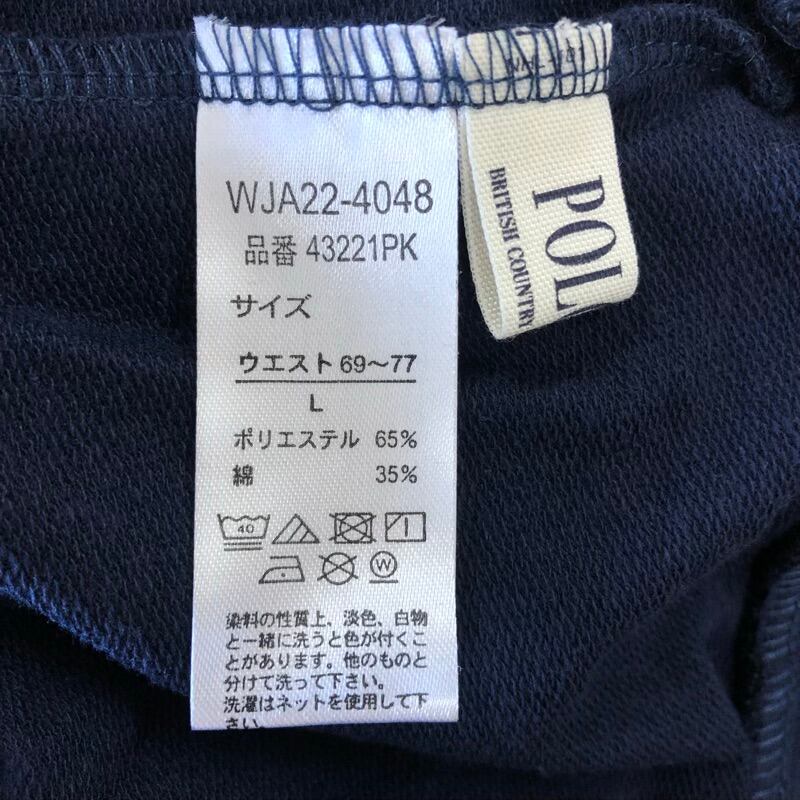 WJA22-4048
品番 43221PK
サイズ
ウエスト 69〜77
L
ポリエステル 65%
綿 35%
40
W
染料の性質上、淡色、白物
と一緒に洗うと色が付くこ
とがあります。他のものと
分けて洗って下さい。
洗濯はネットを使用して下
さい。
POL
BRITISH COUNTRY